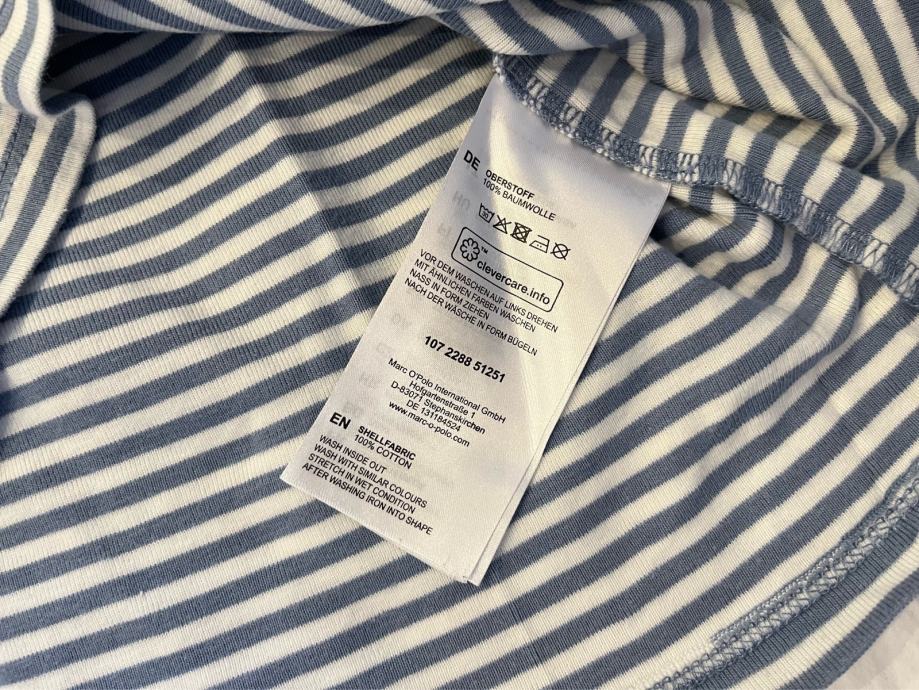 DE OBERSTOFF
100% BAUMWOLLE
30
™
clevercare.info
VOR DEM WASCHEN AUF LINKS DREHEN
MIT ÄHNLICHEN FARBEN WASCHEN
NASS IN FORM ZIEHEN
NACH DER WÄSCHE IN FORM BÜGELN
107 2288 51251
Marc O'Polo International GmbH
Hofgartenstraße 1
D-83071 Stephanskirchen
DE 131184524
www.marc-o-polo.com
EN SHELLFABRIC
100% COTTON
WASH INSIDE OUT
WASH WITH SIMILAR COLOURS
STRETCH IN WET CONDITION
AFTER WASHING IRON INTO SHAPE